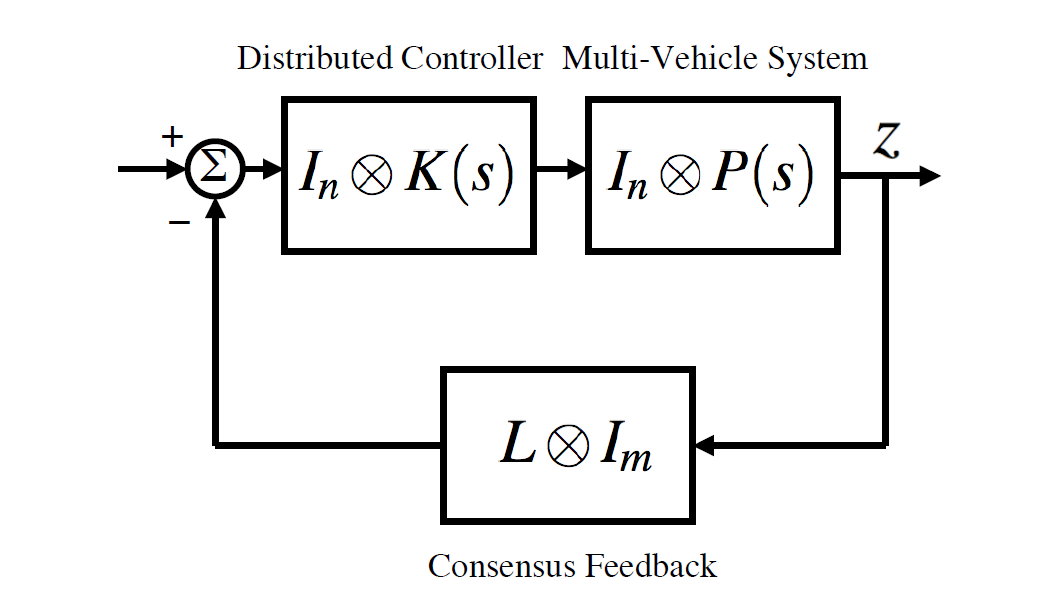 Distributed Controller Multi-Vehicle System
+
Σ
−
Iₙ ⊗ K(s)
Iₙ ⊗ P(s)
z
L ⊗ Iₘ
Consensus Feedback